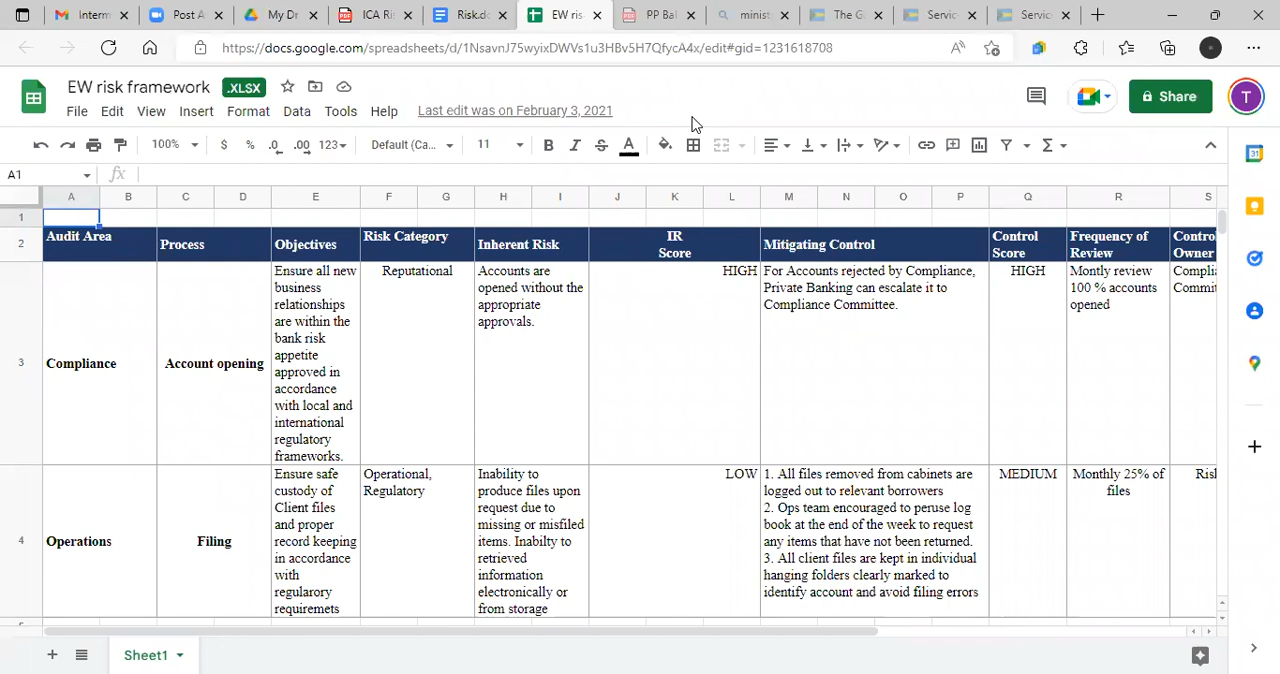 Interm
Post A
My Dr
ICA Ri
Risk.do
EW ris
PP Bal
minist
The G
Servic
Servic
https://docs.google.com/spreadsheets/d/1NsavnJ75wyixDWVs1u3HBv5H7QfycA4x/edit#gid=1231618708
EW risk framework
.XLSX
File Edit View Insert Format Data Tools Help Last edit was on February 3, 2021
Share
T
100% $ % .0 .00 123 Default (Ca... 11 B I S A
A1 fx
A B C D E F G H I J K L M N O P Q R S
1
2
Audit Area
Process
Objectives
Risk Category
Inherent Risk
IR
Score
Mitigating Control
Control
Score
Frequency of
Review
Contro
Owner
3
Compliance
Account opening
Ensure all new
business
relationships
are within the
bank risk
appetite
approved in
accordance
with local and
international
regulatory
frameworks.
Reputational
Accounts are
opened without the
appropriate
approvals.
HIGH
For Accounts rejected by Compliance,
Private Banking can escalate it to
Compliance Committee.
HIGH
Montly review
100 % accounts
opened
Compli
Commit
4
Operations
Filing
Ensure safe
custody of
Client files
and proper
record keeping
in accordance
with
regularory
requiremets
Operational,
Regulatory
Inability to
produce files upon
request due to
missing or misfiled
items. Inabilty to
retrieved
information
electronically or
from storage
LOW
1. All files removed from cabinets are
logged out to relevant borrowers
2. Ops team encouraged to peruse log
book at the end of the week to request
any items that have not been returned.
3. All client files are kept in individual
hanging folders clearly marked to
identify account and avoid filing errors
MEDIUM
Monthly 25% of
files
Risl
Sheet1